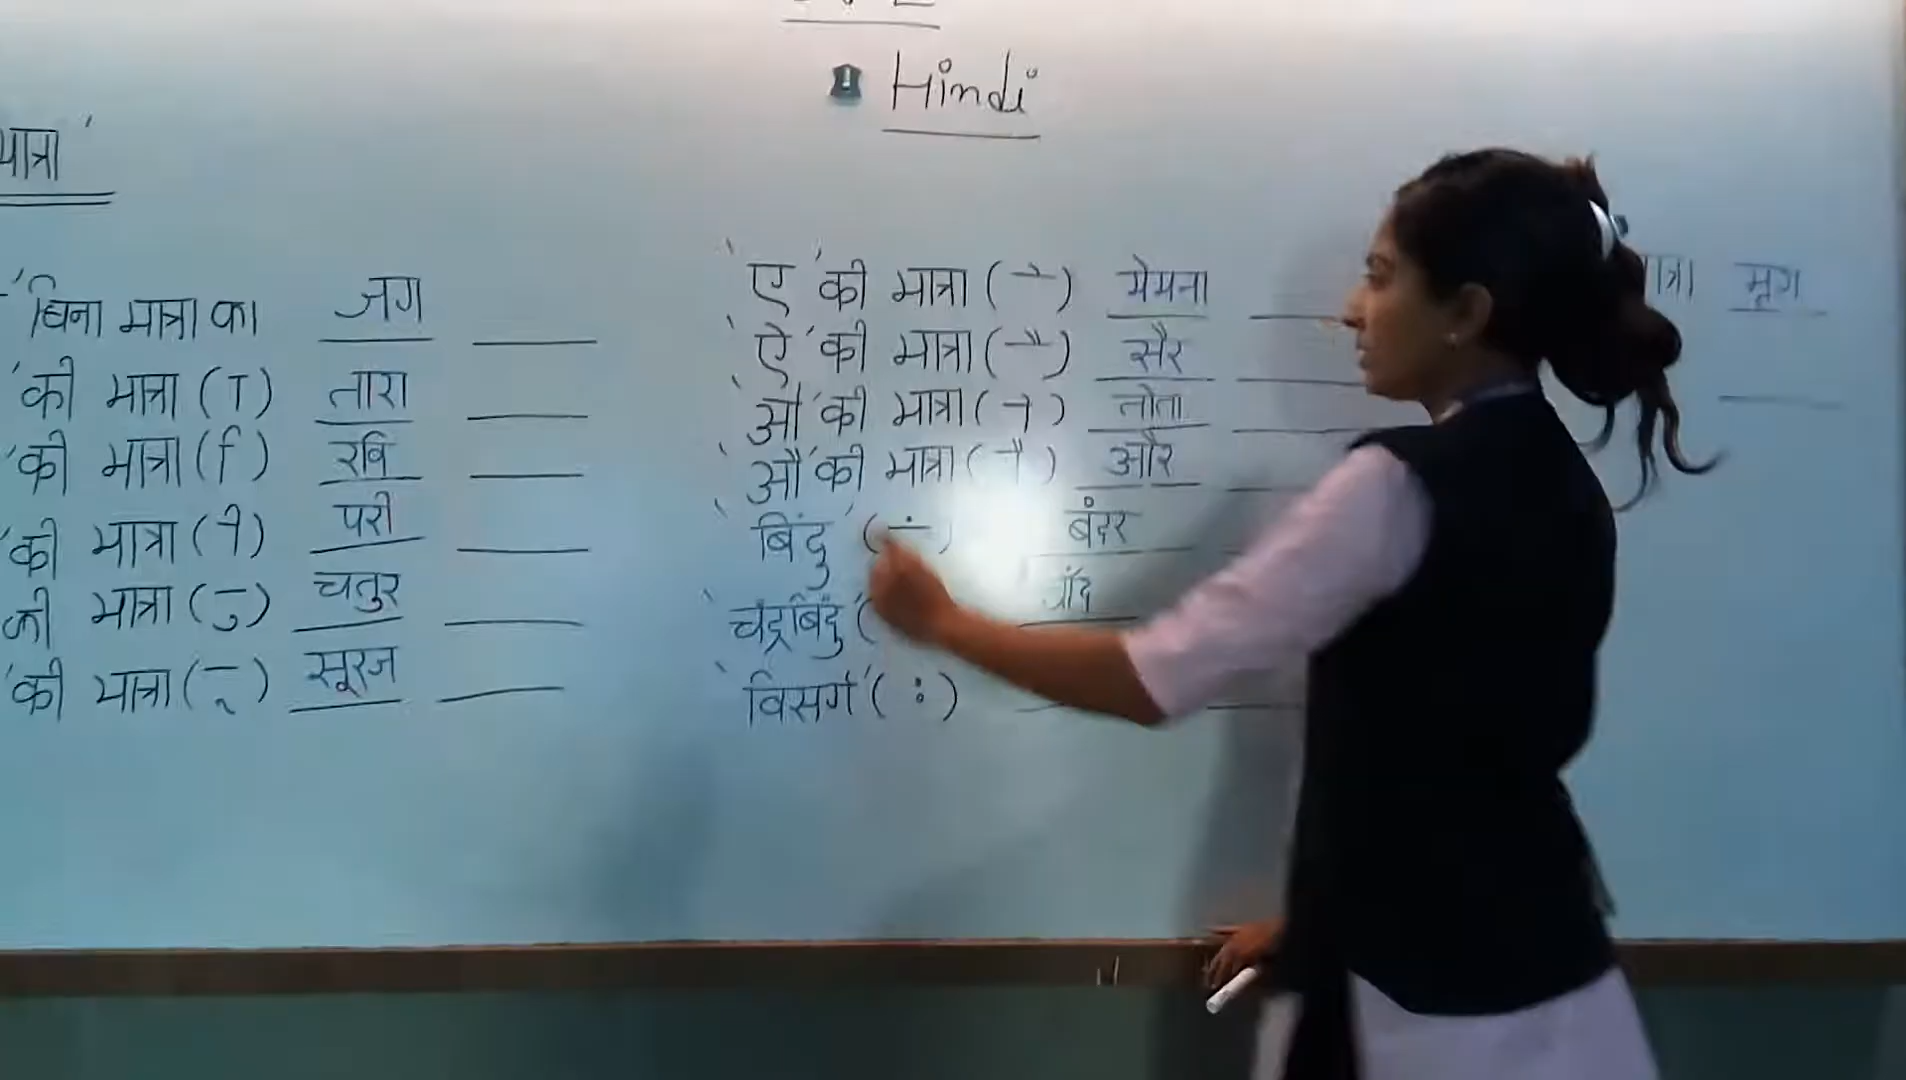 Hindi
मात्रा'
'बिना मात्रा का जग
'की मात्रा (ा) तारा
'की मात्रा (ि) रवि
'की मात्रा (ी) परी
की मात्रा (ु) चतुर
'की मात्रा (ू) सूरज
'ए' की मात्रा (े) मेमना
'ऐ' की मात्रा (ै) सैर
'ओ' की मात्रा (ो) तोता
'औ' की मात्रा (ौ) और
'बिंदु' (ं) बंदर
'चंद्रबिंदु' ( चाँद
'विसर्ग' (ः)
मात्रा मृग